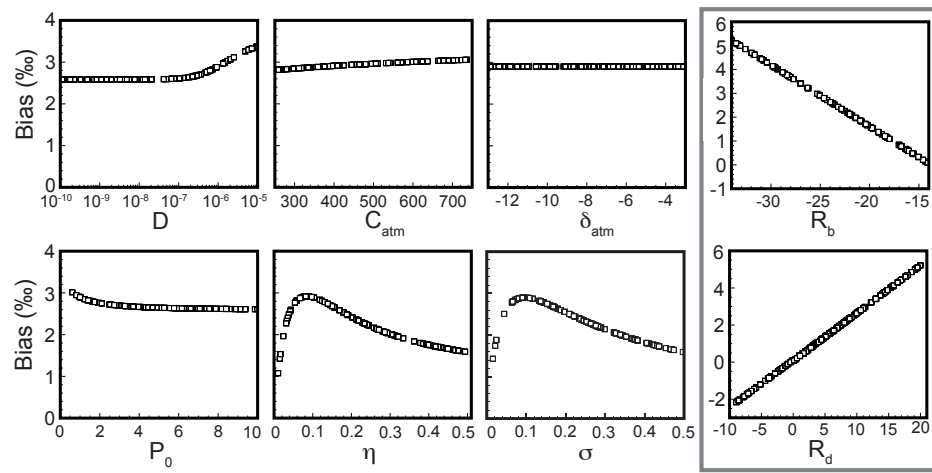 4
3
2
1
0
Bias (‰)
10⁻¹⁰ 10⁻⁹ 10⁻⁸ 10⁻⁷ 10⁻⁶ 10⁻⁵
D
300 400 500 600 700
C_atm
-12 -10 -8 -6 -4
δ_atm
6
5
4
3
2
1
0
-1
-30 -25 -20 -15
R_b
4
3
2
1
0
Bias (‰)
0 2 4 6 8 10
P_0
0 0.1 0.2 0.3 0.4 0.5
η
0 0.1 0.2 0.3 0.4 0.5
σ
6
4
2
0
-2
-10 -5 0 5 10 15 20
R_d